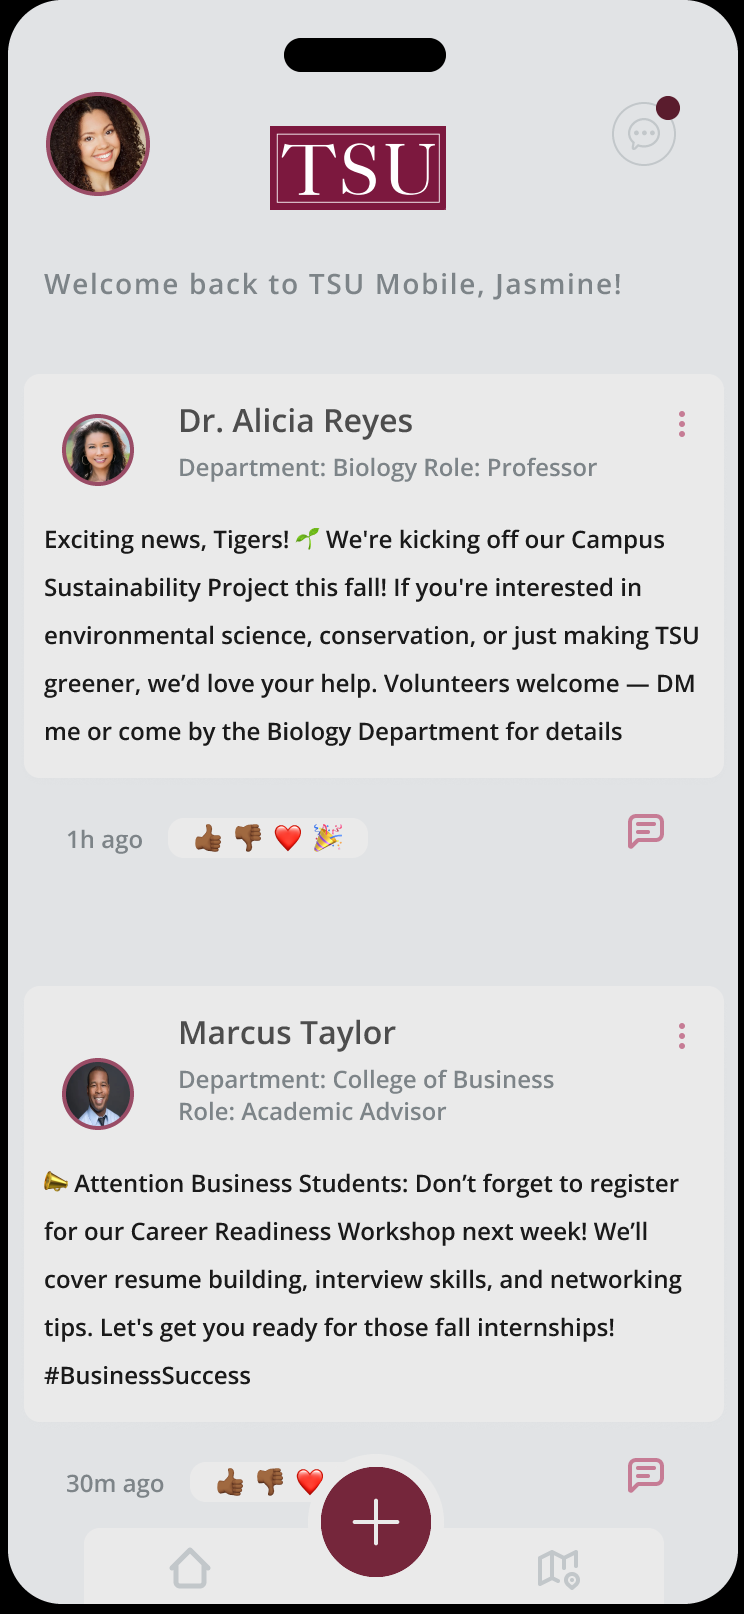 TSU
Welcome back to TSU Mobile, Jasmine!
Dr. Alicia Reyes
Department: Biology Role: Professor
Exciting news, Tigers! 🌱 We're kicking off our Campus
Sustainability Project this fall! If you're interested in
environmental science, conservation, or just making TSU
greener, we’d love your help. Volunteers welcome — DM
me or come by the Biology Department for details
1h ago 👍🏾 👎🏾 ❤️ 🎉
Marcus Taylor
Department: College of Business
Role: Academic Advisor
📣 Attention Business Students: Don’t forget to register
for our Career Readiness Workshop next week! We’ll
cover resume building, interview skills, and networking
tips. Let's get you ready for those fall internships!
#BusinessSuccess
30m ago 👍🏾 👎🏾 ❤️